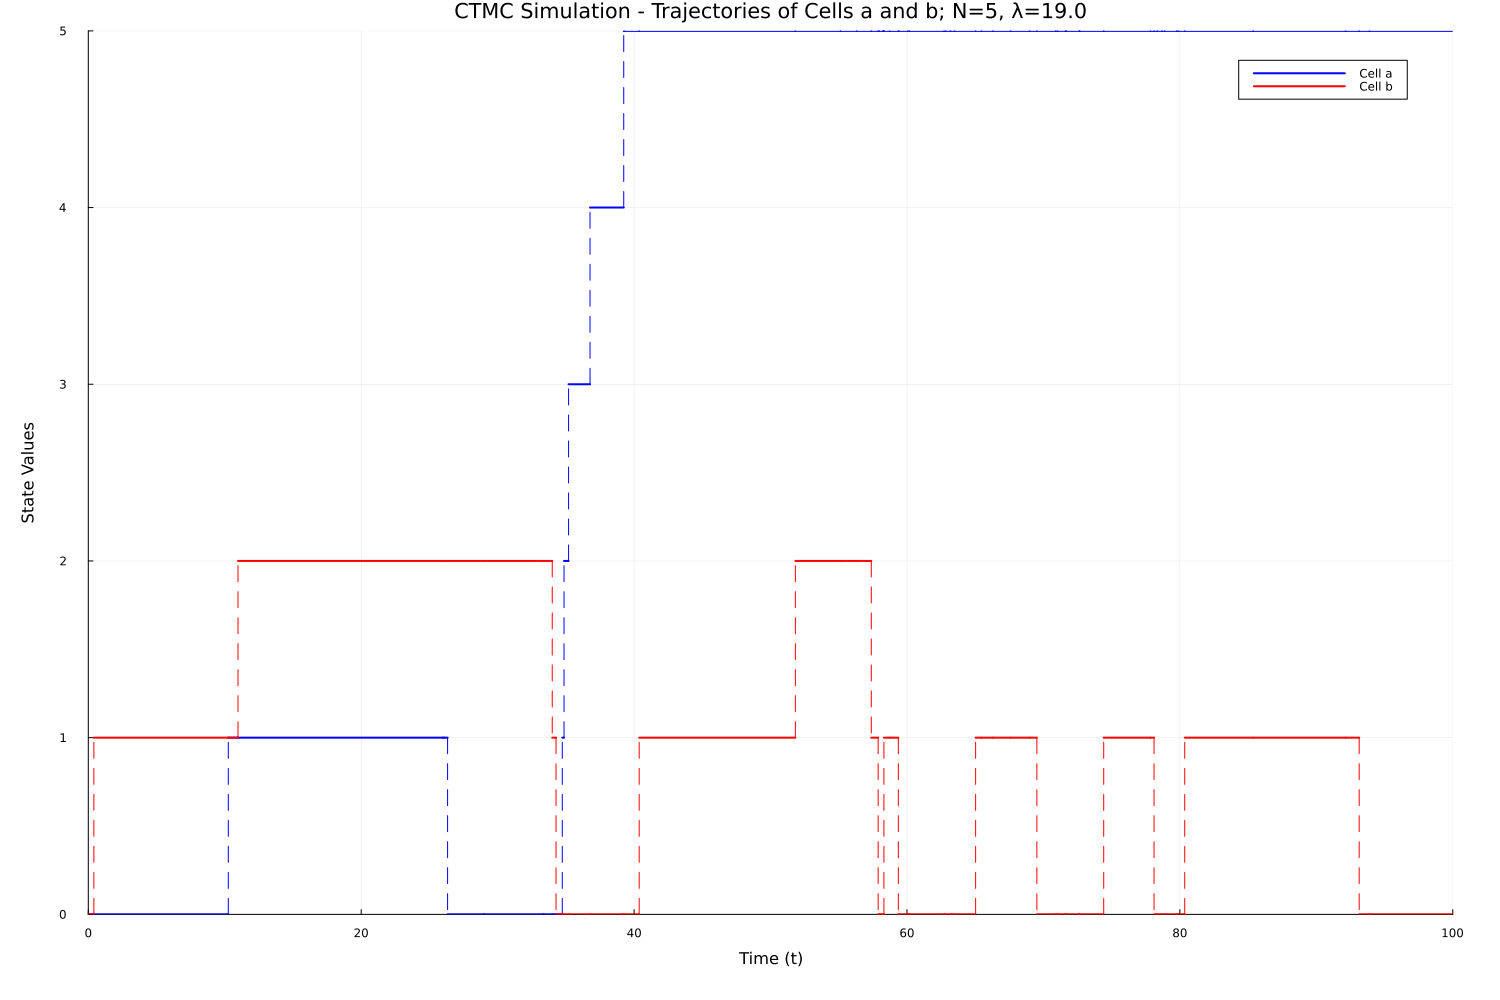 CTMC Simulation - Trajectories of Cells a and b; N=5, λ=19.0
Cell a
Cell b
State Values
5
4
3
2
1
0
0 20 40 60 80 100
Time (t)